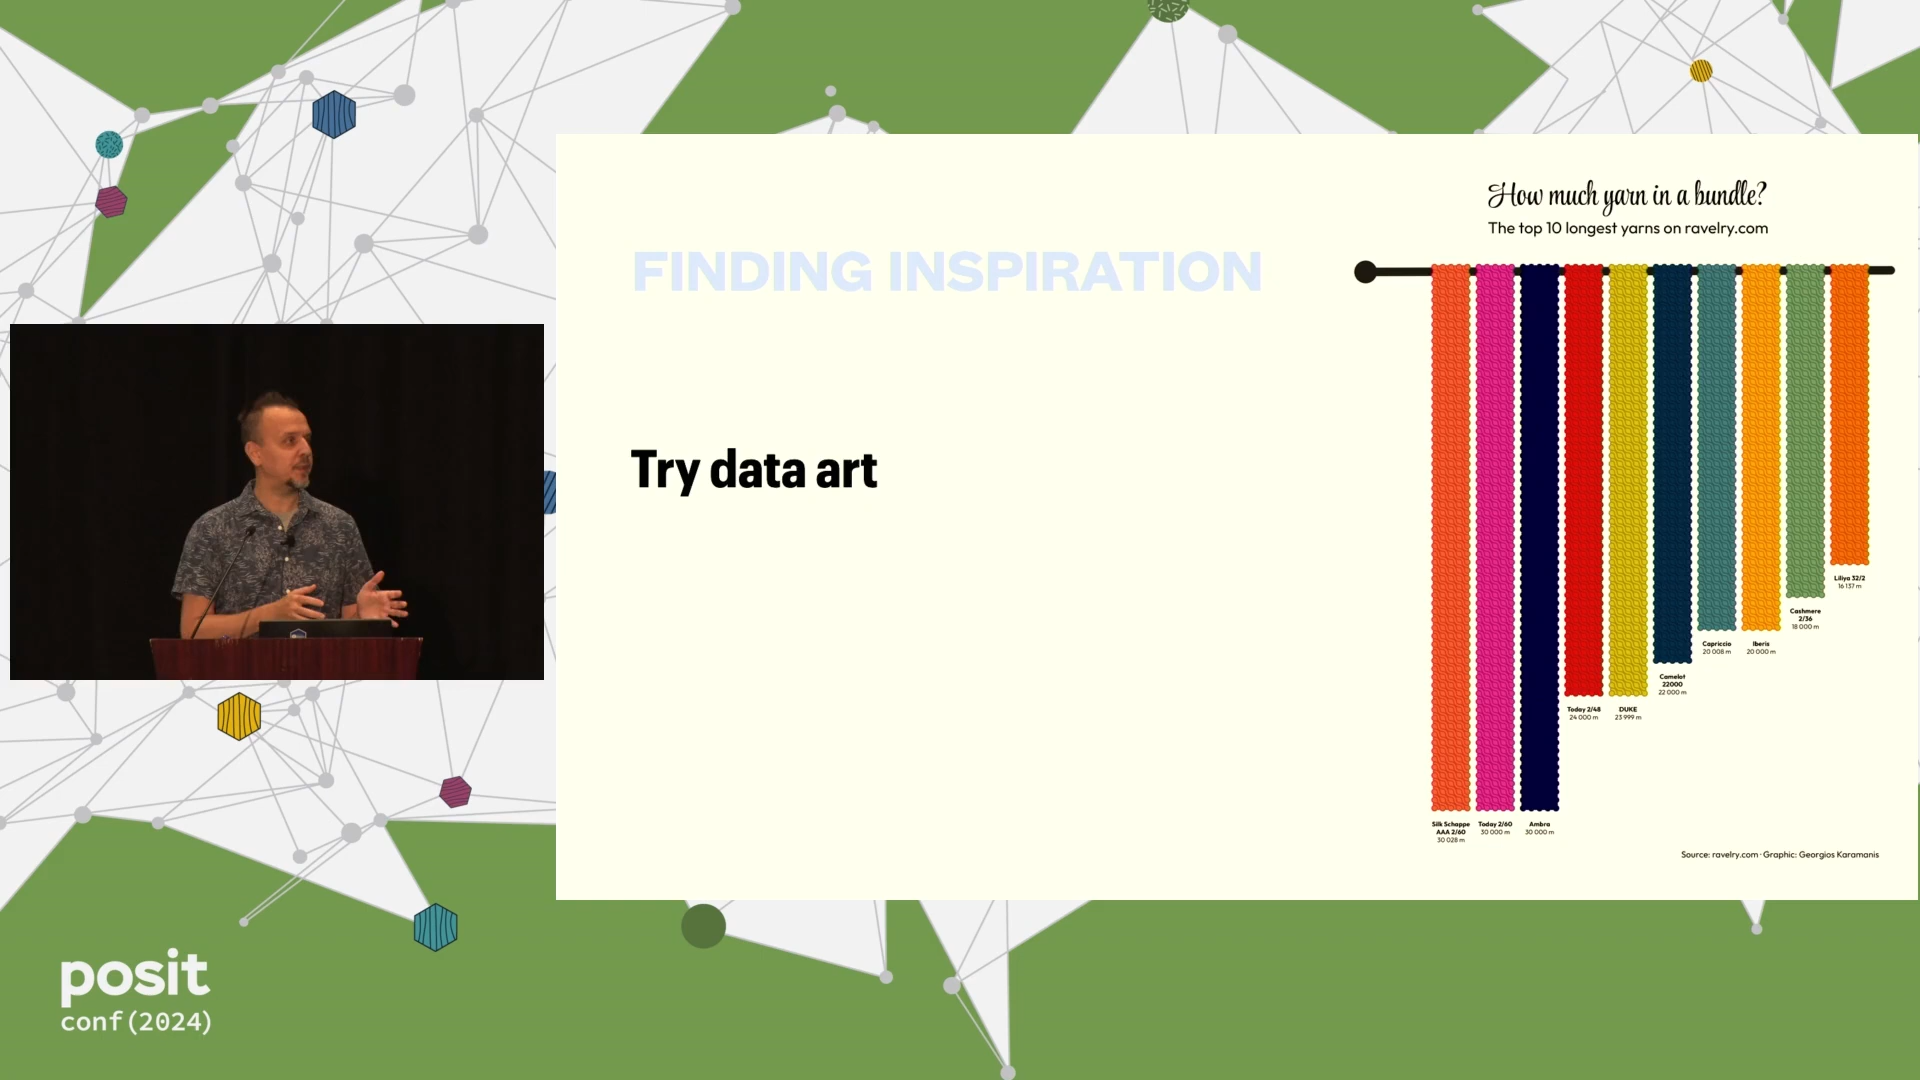 FINDING INSPIRATION
Try data art
How much yarn in a bundle?
The top 10 longest yarns on ravelry.com
Silk Schappe
AAA 2/60
30 028 m
Today 2/60
30 000 m
Ambra
30 000 m
Today 2/48
24 000 m
DUKE
23 999 m
Camelot
22000
22 000 m
Capriccio
20 008 m
Iberis
20 000 m
Cashmere
2/36
18 000 m
Liliya 32/2
16 137 m
Source: ravelry.com · Graphic: Georgios Karamanis
posit
conf(2024)